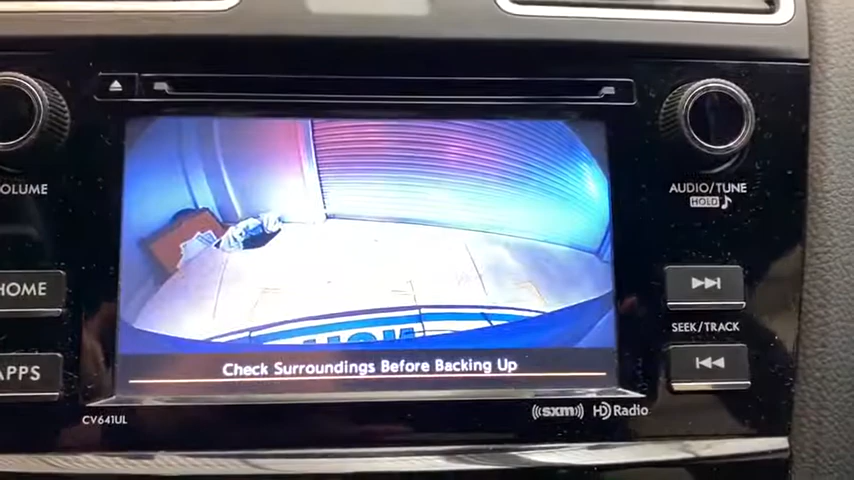 VOLUME
AUDIO/TUNE
HOLD
HOME
SEEK/TRACK
APPS
Check Surroundings Before Backing Up
CV641UL
((sxm)) HD Radio